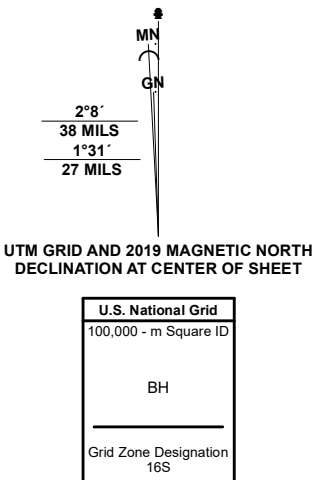 MN
GN
2°8´
38 MILS
1°31´
27 MILS
UTM GRID AND 2019 MAGNETIC NORTH
DECLINATION AT CENTER OF SHEET
U.S. National Grid
100,000 - m Square ID
BH
Grid Zone Designation
16S